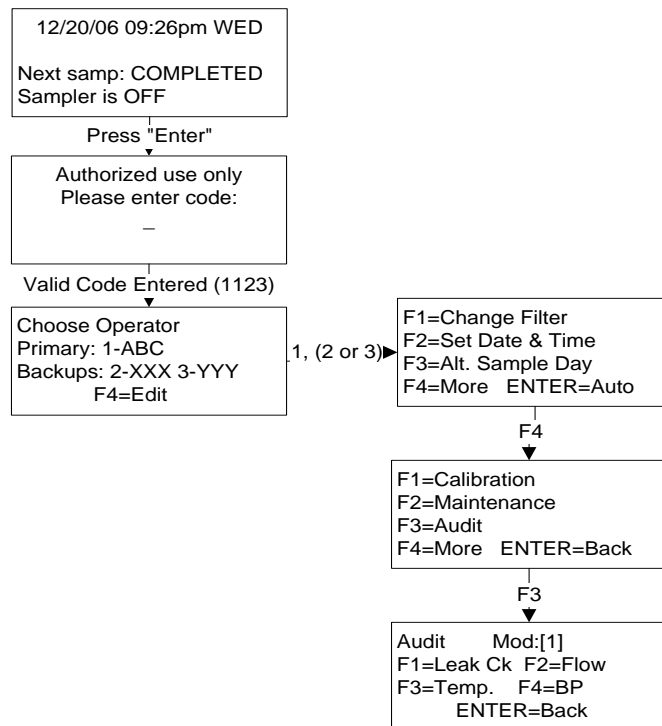 12/20/06 09:26pm WED
Next samp: COMPLETED
Sampler is OFF
Press "Enter"
Authorized use only
Please enter code:
_
Valid Code Entered (1123)
Choose Operator
Primary: 1-ABC
Backups: 2-XXX 3-YYY
F4=Edit
1, (2 or 3)
F1=Change Filter
F2=Set Date & Time
F3=Alt. Sample Day
F4=More ENTER=Auto
F4
F1=Calibration
F2=Maintenance
F3=Audit
F4=More ENTER=Back
F3
Audit Mod:[1]
F1=Leak Ck F2=Flow
F3=Temp. F4=BP
ENTER=Back